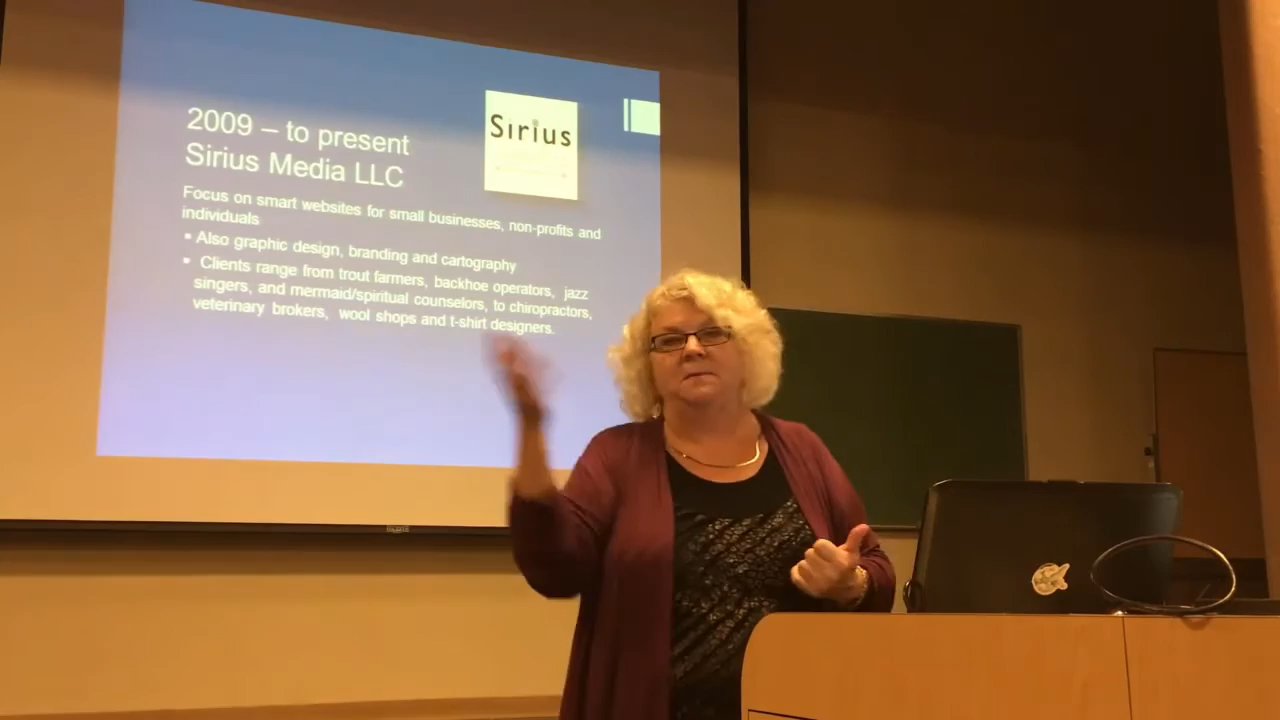 2009 – to present
Sirius Media LLC
Sirius
Focus on smart websites for small businesses, non-profits and
individuals
▪ Also graphic design, branding and cartography
▪ Clients range from trout farmers, backhoe operators, jazz
singers, and mermaid/spiritual counselors, to chiropractors,
veterinary brokers, wool shops and t-shirt designers.